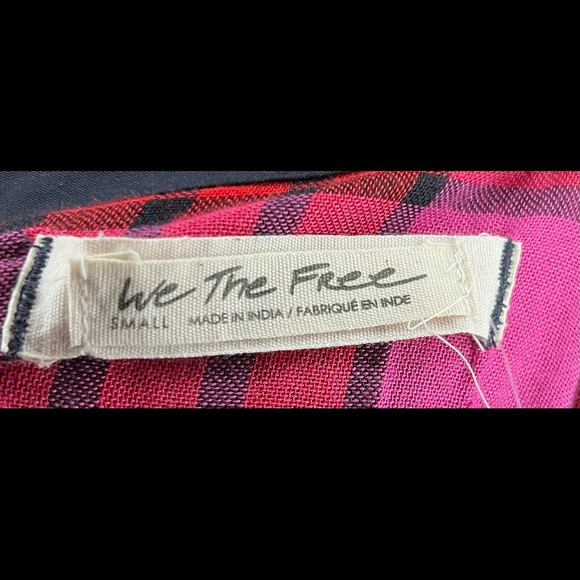 We The Free
SMALL MADE IN INDIA / FABRIQUÉ EN INDE